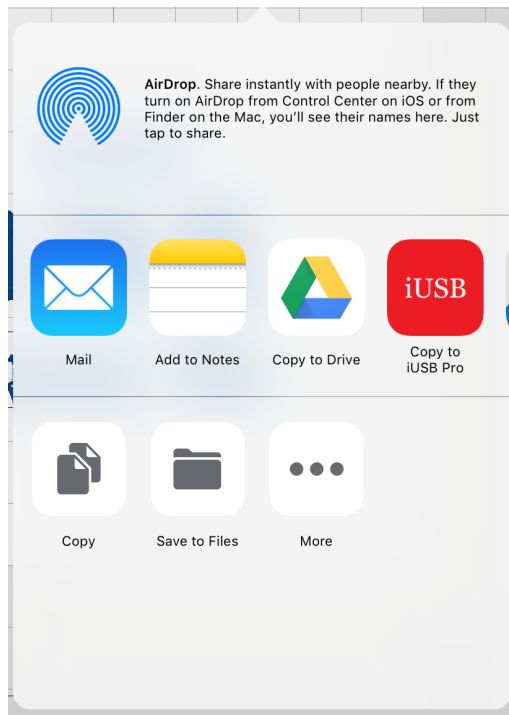 AirDrop. Share instantly with people nearby. If they
turn on AirDrop from Control Center on iOS or from
Finder on the Mac, you’ll see their names here. Just
tap to share.
iUSB
Mail
Add to Notes
Copy to Drive
Copy to
iUSB Pro
Copy
Save to Files
More